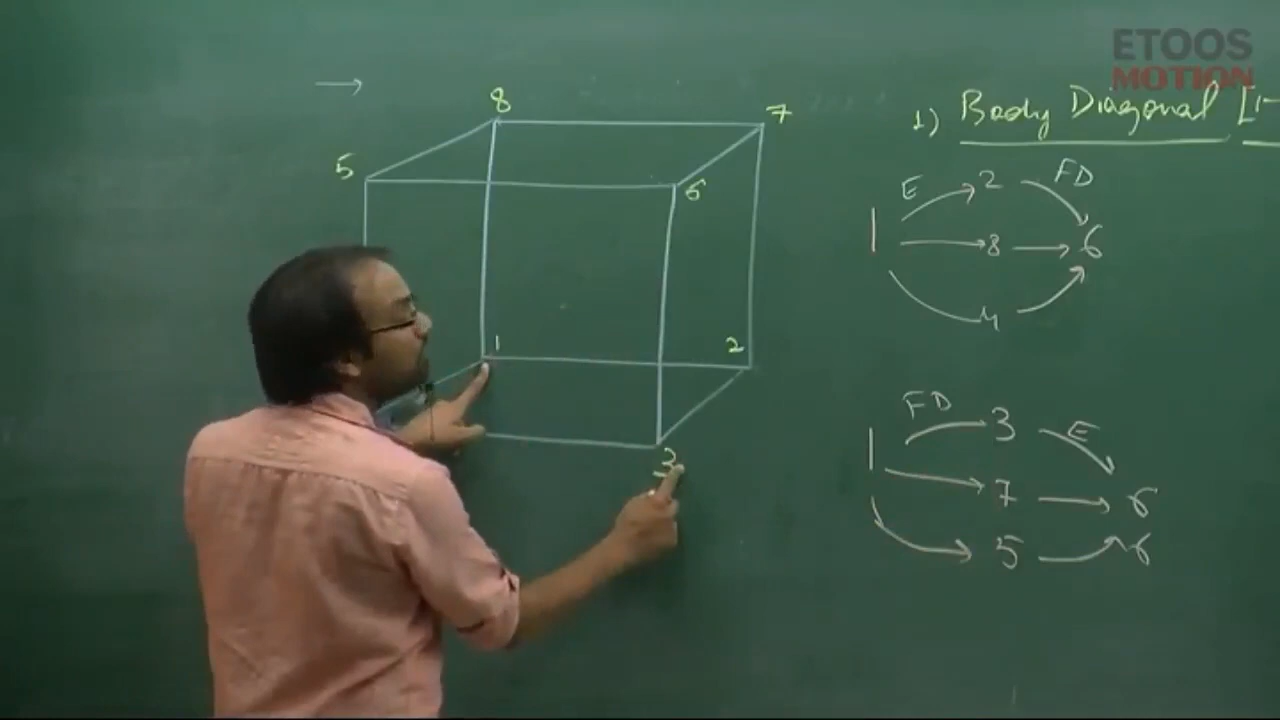 ETOOS
MOTION
1) Body Diagonal [1-
8
7
5
6
1
2
3
E 2 FD
1 8 6
4
FD 3 E
1 7 6
5 6